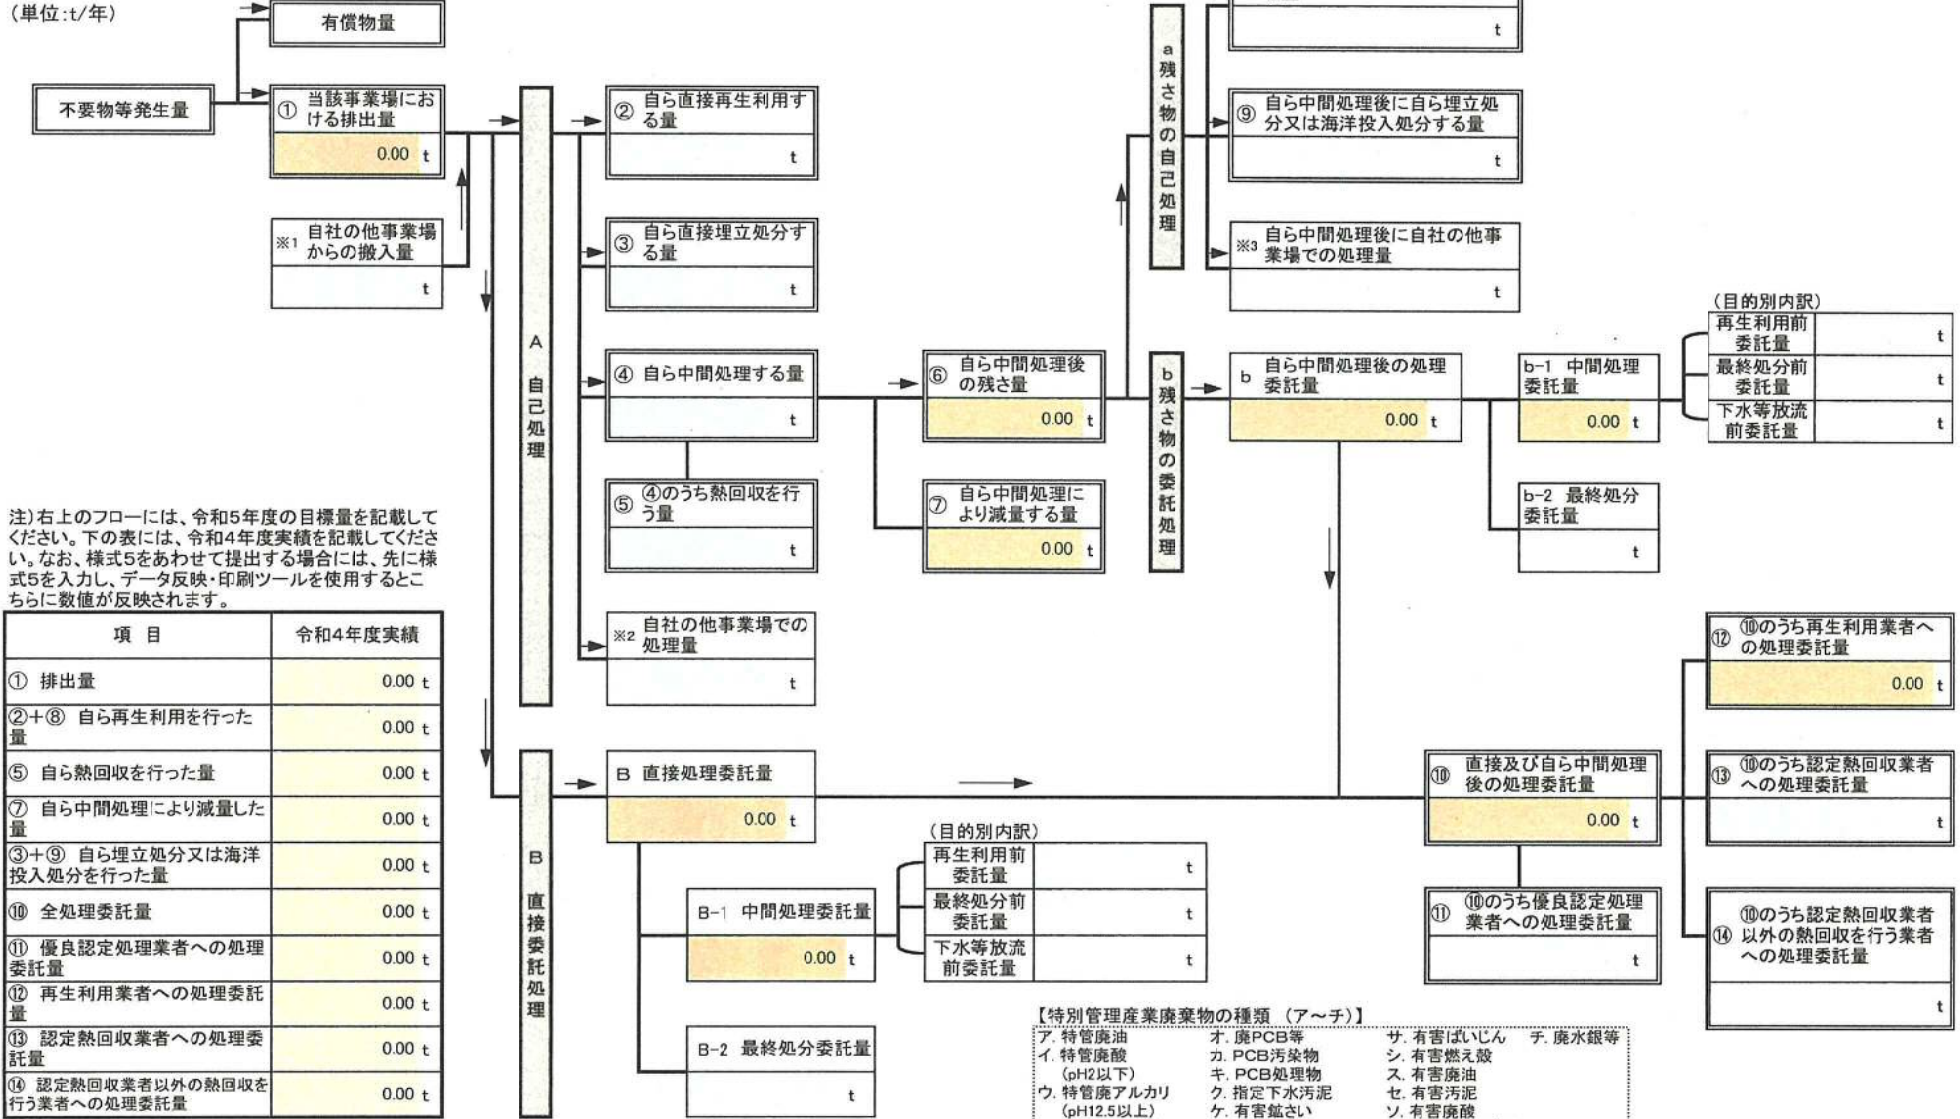 (単位:t/年)
有償物量
不要物等発生量
① 当該事業場にお
ける排出量
0.00 t
※1 自社の他事業場
からの搬入量
t
A 自己処理
② 自ら直接再生利用す
る量
t
③ 自ら直接埋立処分す
る量
t
④ 自ら中間処理する量
t
⑤ ④のうち熱回収を行
う量
t
※2 自社の他事業場での
処理量
t
⑥ 自ら中間処理後
の残さ量
0.00 t
⑦ 自ら中間処理に
より減量する量
0.00 t
a 残さ物の自己処理
t
⑨ 自ら中間処理後に自ら埋立処
分又は海洋投入処分する量
t
※3 自ら中間処理後に自社の他事
業場での処理量
t
b 残さ物の委託処理
b 自ら中間処理後の処理
委託量
0.00 t
b-1 中間処理
委託量
0.00 t
b-2 最終処分
委託量
t
(目的別内訳)
再生利用前
委託量 t
最終処分前
委託量 t
下水等放流
前委託量 t
注)右上のフローには、令和5年度の目標量を記載して
ください。下の表には、令和4年度実績を記載してくださ
い。なお、様式5をあわせて提出する場合には、先に様
式5を入力し、データ反映・印刷ツールを使用するとこ
ちらに数値が反映されます。
項 目 令和4年度実績
① 排出量 0.00 t
②+⑧ 自ら再生利用を行った
量 0.00 t
⑤ 自ら熱回収を行った量 0.00 t
⑦ 自ら中間処理により減量した
量 0.00 t
③+⑨ 自ら埋立処分又は海洋
投入処分を行った量 0.00 t
⑩ 全処理委託量 0.00 t
⑪ 優良認定処理業者への処理
委託量 0.00 t
⑫ 再生利用業者への処理委託
量 0.00 t
⑬ 認定熱回収業者への処理委
託量 0.00 t
⑭ 認定熱回収業者以外の熱回収を
行う業者への処理委託量 0.00 t
B 直接委託処理
B 直接処理委託量
0.00 t
B-1 中間処理委託量
0.00 t
B-2 最終処分委託量
t
(目的別内訳)
再生利用前
委託量 t
最終処分前
委託量 t
下水等放流
前委託量 t
⑩ 直接及び自ら中間処理
後の処理委託量
0.00 t
⑪ ⑩のうち優良認定処理
業者への処理委託量
t
⑫ ⑩のうち再生利用業者へ
の処理委託量
0.00 t
⑬ ⑩のうち認定熱回収業者
への処理委託量
t
⑭ ⑩のうち認定熱回収業者
以外の熱回収を行う業者
への処理委託量
t
【特別管理産業廃棄物の種類 (ア~チ)】
ア. 特管廃油 オ. 廃PCB等 サ. 有害ばいじん チ. 廃水銀等
イ. 特管廃酸 カ. PCB汚染物 シ. 有害燃え殻
(pH2以下) キ. PCB処理物 ス. 有害廃油
ウ. 特管廃アルカリ ク. 指定下水汚泥 セ. 有害汚泥
(pH12.5以上) ケ. 有害鉱さい ソ. 有害廃酸